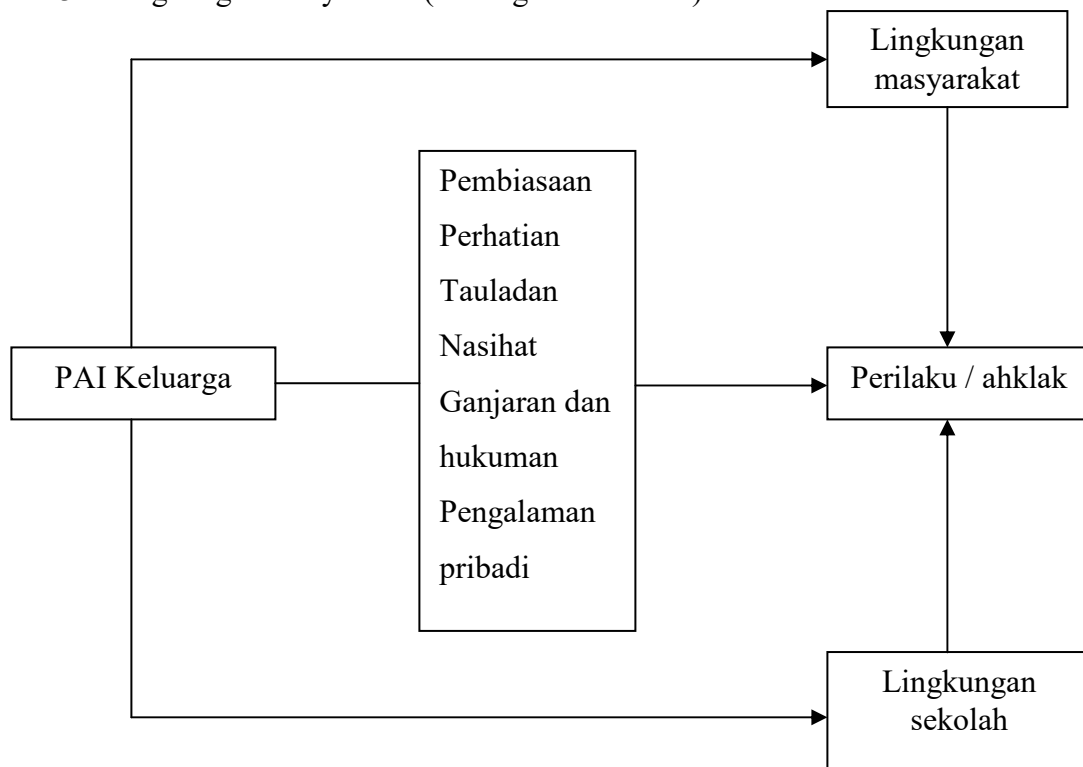 Lingkungan
masyarakat
Pembiasaan
Perhatian
Tauladan
Nasihat
Ganjaran dan
hukuman
Pengalaman
pribadi
PAI Keluarga
Perilaku / ahklak
Lingkungan
sekolah